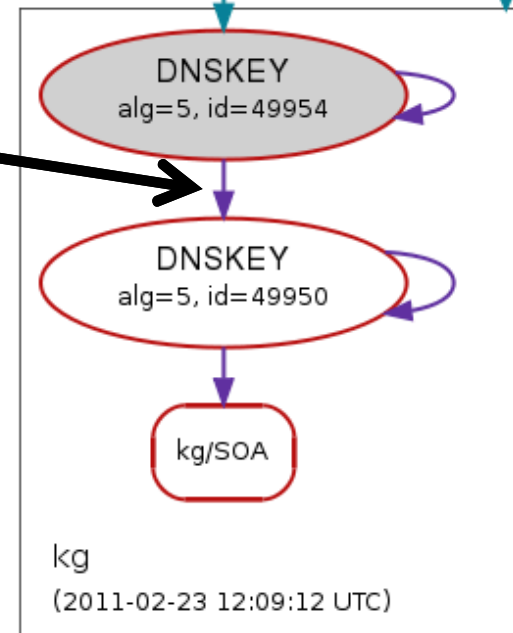 DNSKEY
alg=5, id=49954
DNSKEY
alg=5, id=49950
kg/SOA
kg
(2011-02-23 12:09:12 UTC)